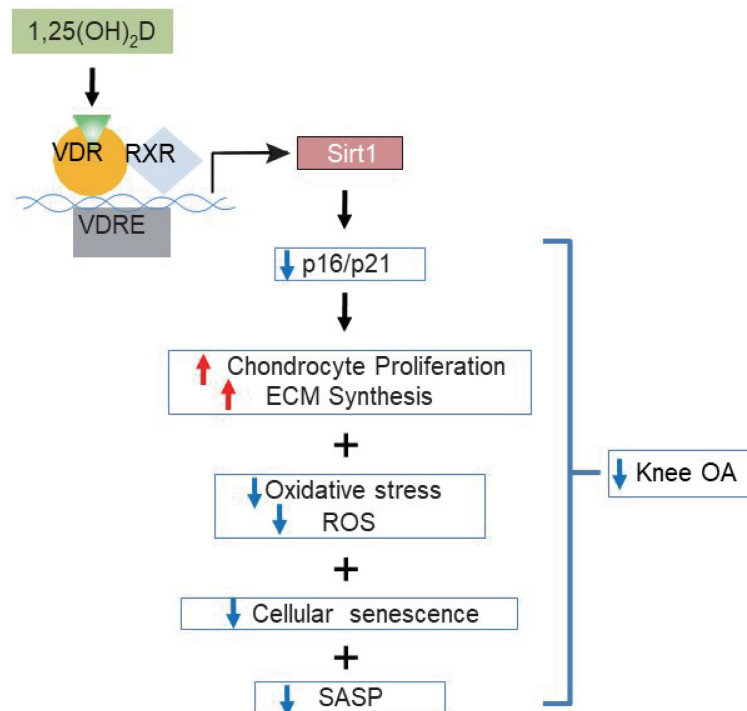 1,25(OH)₂D
VDR RXR
Sirt1
VDRE
p16/p21
Chondrocyte Proliferation
ECM Synthesis
+
Oxidative stress
ROS
Knee OA
+
Cellular senescence
+
SASP